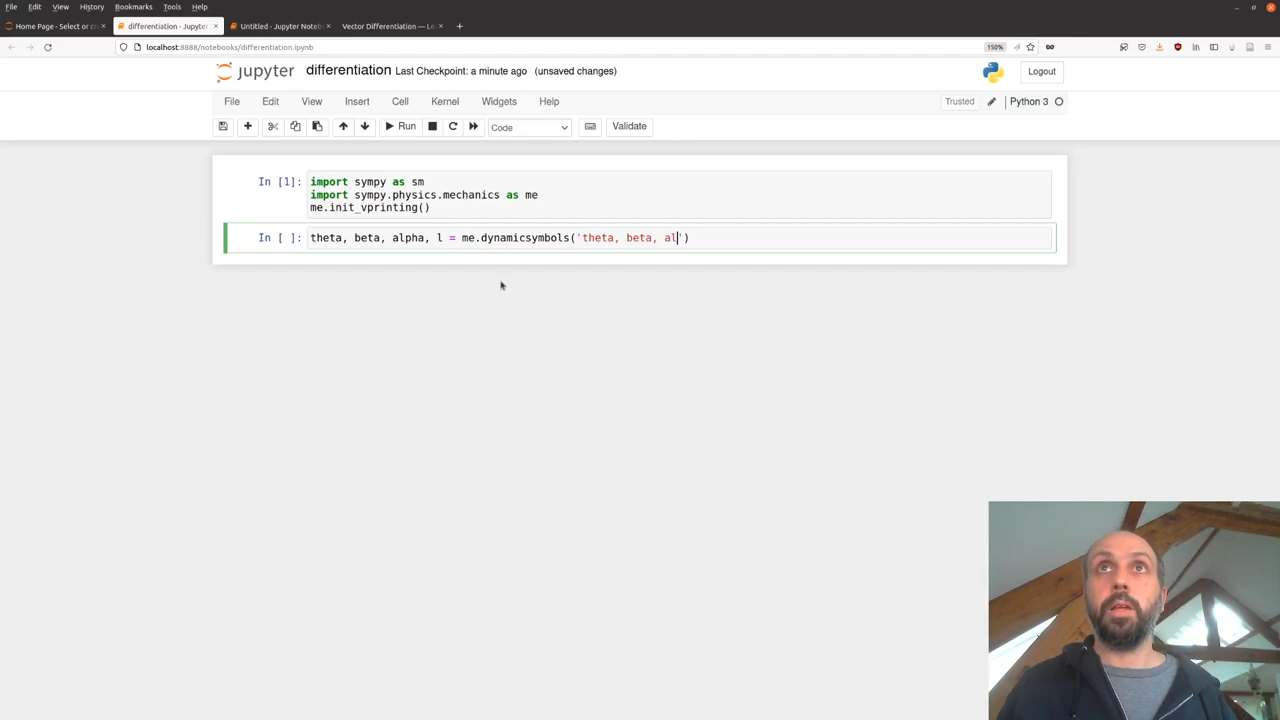 File Edit View History Bookmarks Tools Help
Home Page - Select or c
differentiation - Jupyter
Untitled - Jupyter Noteb
Vector Differentiation — Le
localhost:8888/notebooks/differentiation.ipynb
150%
jupyter differentiation Last Checkpoint: a minute ago (unsaved changes)
Logout
File Edit View Insert Cell Kernel Widgets Help
Trusted
Python 3
Run
Code
Validate
In [1]: import sympy as sm
import sympy.physics.mechanics as me
me.init_vprinting()
In [ ]: theta, beta, alpha, l = me.dynamicsymbols('theta, beta, al')